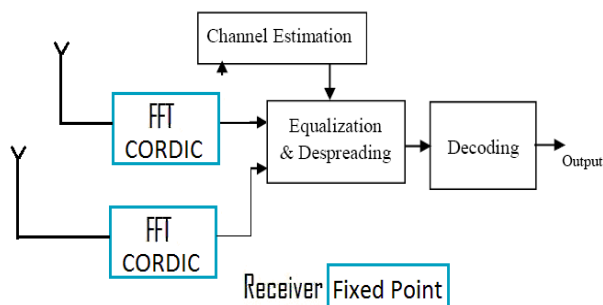 Channel Estimation
FFT
CORDIC
Equalization
& Despreading
Decoding
Output
FFT
CORDIC
Receiver Fixed Point